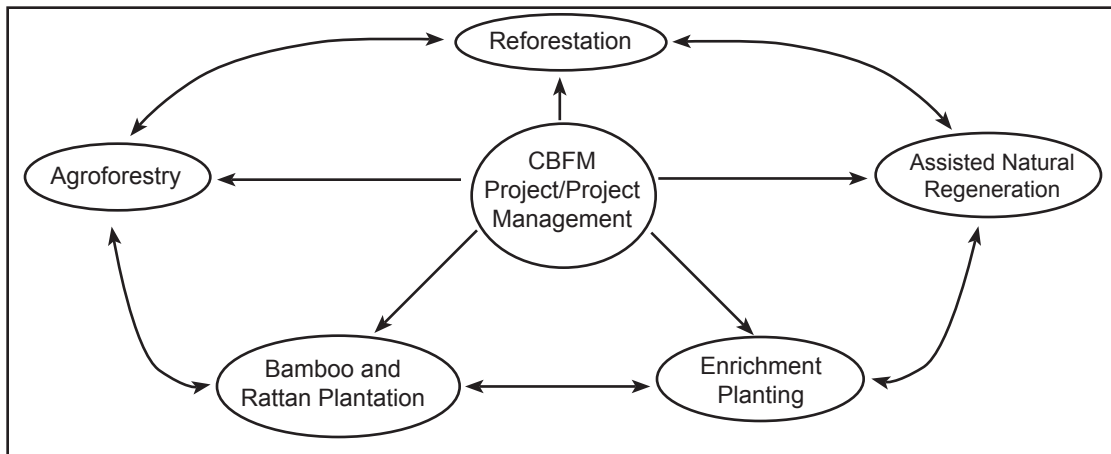 Reforestation
Agroforestry
CBFM
Project/Project
Management
Assisted Natural
Regeneration
Bamboo and
Rattan Plantation
Enrichment
Planting